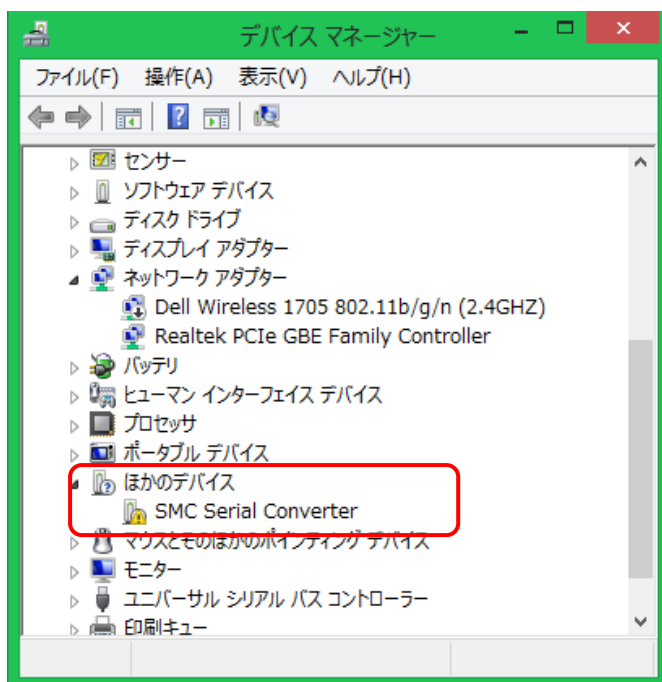 デバイス マネージャー
ファイル(F) 操作(A) 表示(V) ヘルプ(H)
センサー
ソフトウェア デバイス
ディスク ドライブ
ディスプレイ アダプター
ネットワーク アダプター
Dell Wireless 1705 802.11b/g/n (2.4GHZ)
Realtek PCIe GBE Family Controller
バッテリ
ヒューマン インターフェイス デバイス
プロセッサ
ポータブル デバイス
ほかのデバイス
SMC Serial Converter
マウスとそのほかのポインティング デバイス
モニター
ユニバーサル シリアル バス コントローラー
印刷キュー